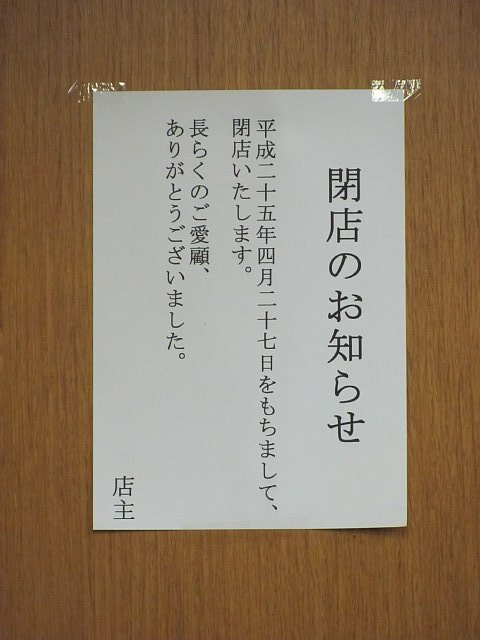 閉店のお知らせ
平成二十五年四月二十七日をもちまして、
閉店いたします。
長らくのご愛顧、
ありがとうございました。
店主